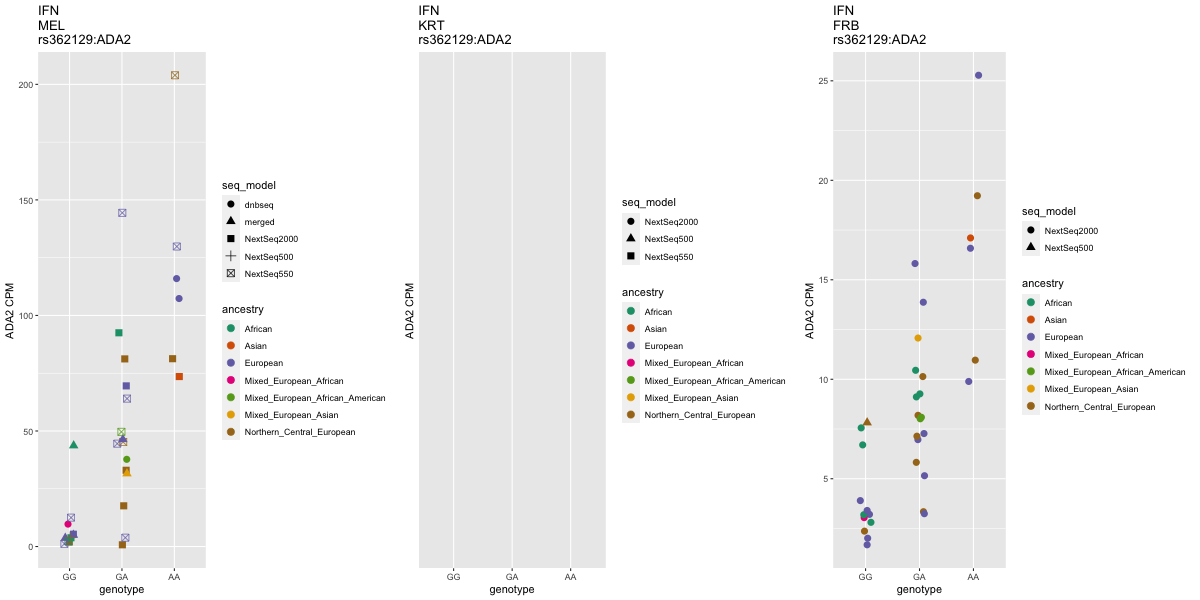 IFN
MEL
rs362129:ADA2
ADA2 CPM
200
150
100
50
0
GG
GA
AA
genotype
seq_model
dnbseq
merged
NextSeq2000
NextSeq500
NextSeq550
ancestry
African
Asian
European
Mixed_European_African
Mixed_European_African_American
Mixed_European_Asian
Northern_Central_European
IFN
KRT
rs362129:ADA2
ADA2 CPM
GG
GA
AA
genotype
seq_model
NextSeq2000
NextSeq500
NextSeq550
ancestry
African
Asian
European
Mixed_European_African
Mixed_European_African_American
Mixed_European_Asian
Northern_Central_European
IFN
FRB
rs362129:ADA2
ADA2 CPM
25
20
15
10
5
GG
GA
AA
genotype
seq_model
NextSeq2000
NextSeq500
ancestry
African
Asian
European
Mixed_European_African
Mixed_European_African_American
Mixed_European_Asian
Northern_Central_European